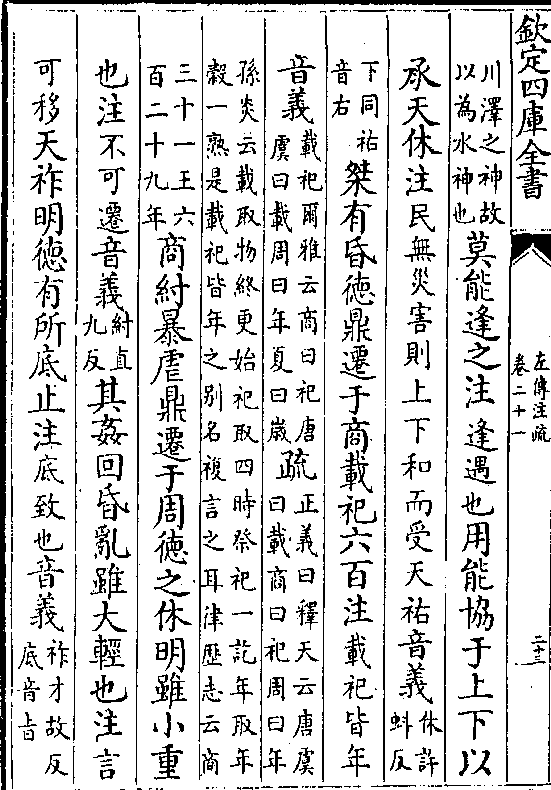 欽定四庫全書
左傳注疏
卷二十一
二十三
川澤之神故
以為水神也
莫能逢之注逢遇也用能協于上下以
承天休注民無災害則上下和而受天祐音義
休許
蚪反
下同祐
音右
桀有昏徳鼎遷于商載祀六百注載祀皆年
音義
載祀爾雅云商曰祀唐
虞曰載周曰年夏曰嵗
疏
正義曰釋天云唐虞
曰載商曰祀周曰年
孫炎云載取物終更始祀取四時祭祀一訖年取年
榖一熟是載祀皆年之别名複言之耳律歴志云商
三十一王六
百二十九年
商紂暴虐鼎遷于周徳之休明雖小重
也注不可遷音義
紂直
九反
其姦回昏亂雖大輕也注言
可移天祚明徳有所底止注底致也音義
祚才故反
底音旨